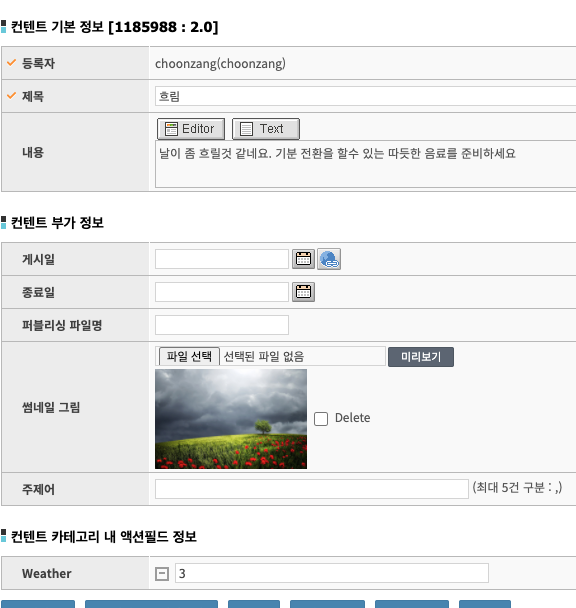 컨텐트 기본 정보 [1185988 : 2.0]
등록자 choonzang(choonzang)
제목 흐림
Editor Text
내용 날이 좀 흐릴것 같네요. 기분 전환을 할수 있는 따듯한 음료를 준비하세요
컨텐트 부가 정보
게시일
종료일
퍼블리싱 파일명
파일 선택 선택된 파일 없음 미리보기
썸네일 그림 Delete
주제어 (최대 5건 구분 : ,)
컨텐트 카테고리 내 액션필드 정보
Weather 3